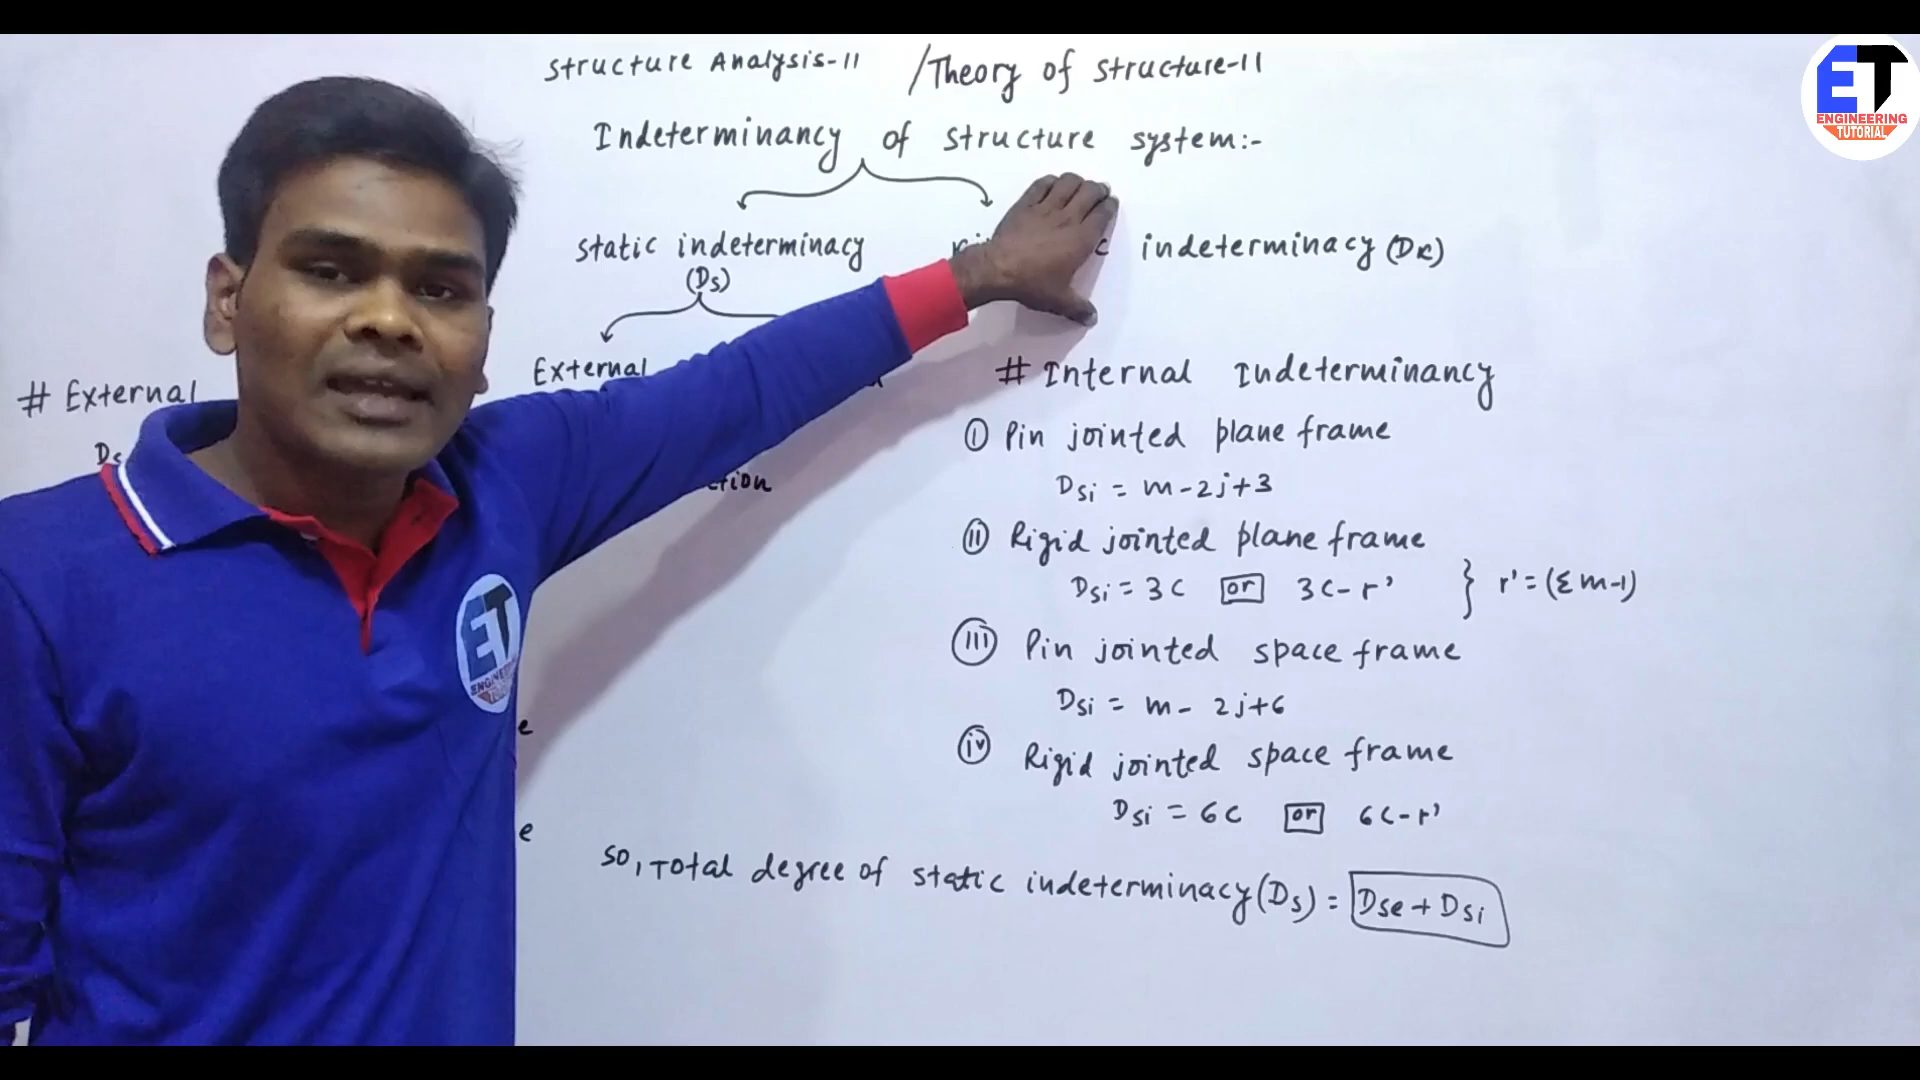 Structure Analysis-II /Theory of Structure-II
Indeterminancy of structure system:-
static indeterminacy
(Ds)
indeterminacy (Dk)
External
# External
# Internal Indeterminancy
(i) Pin jointed plane frame
Dsi = m-2j+3
(ii) Rigid jointed plane frame
Dsi = 3c or 3c-r' } r' = (Σm-1)
(iii) Pin jointed space frame
Dsi = m- 2j+6
(iv) Rigid jointed space frame
Dsi = 6c or 6c-r'
So, Total degree of static indeterminacy (Ds) = Dse + Dsi
ET
ENGINEERING
TUTORIAL
ET